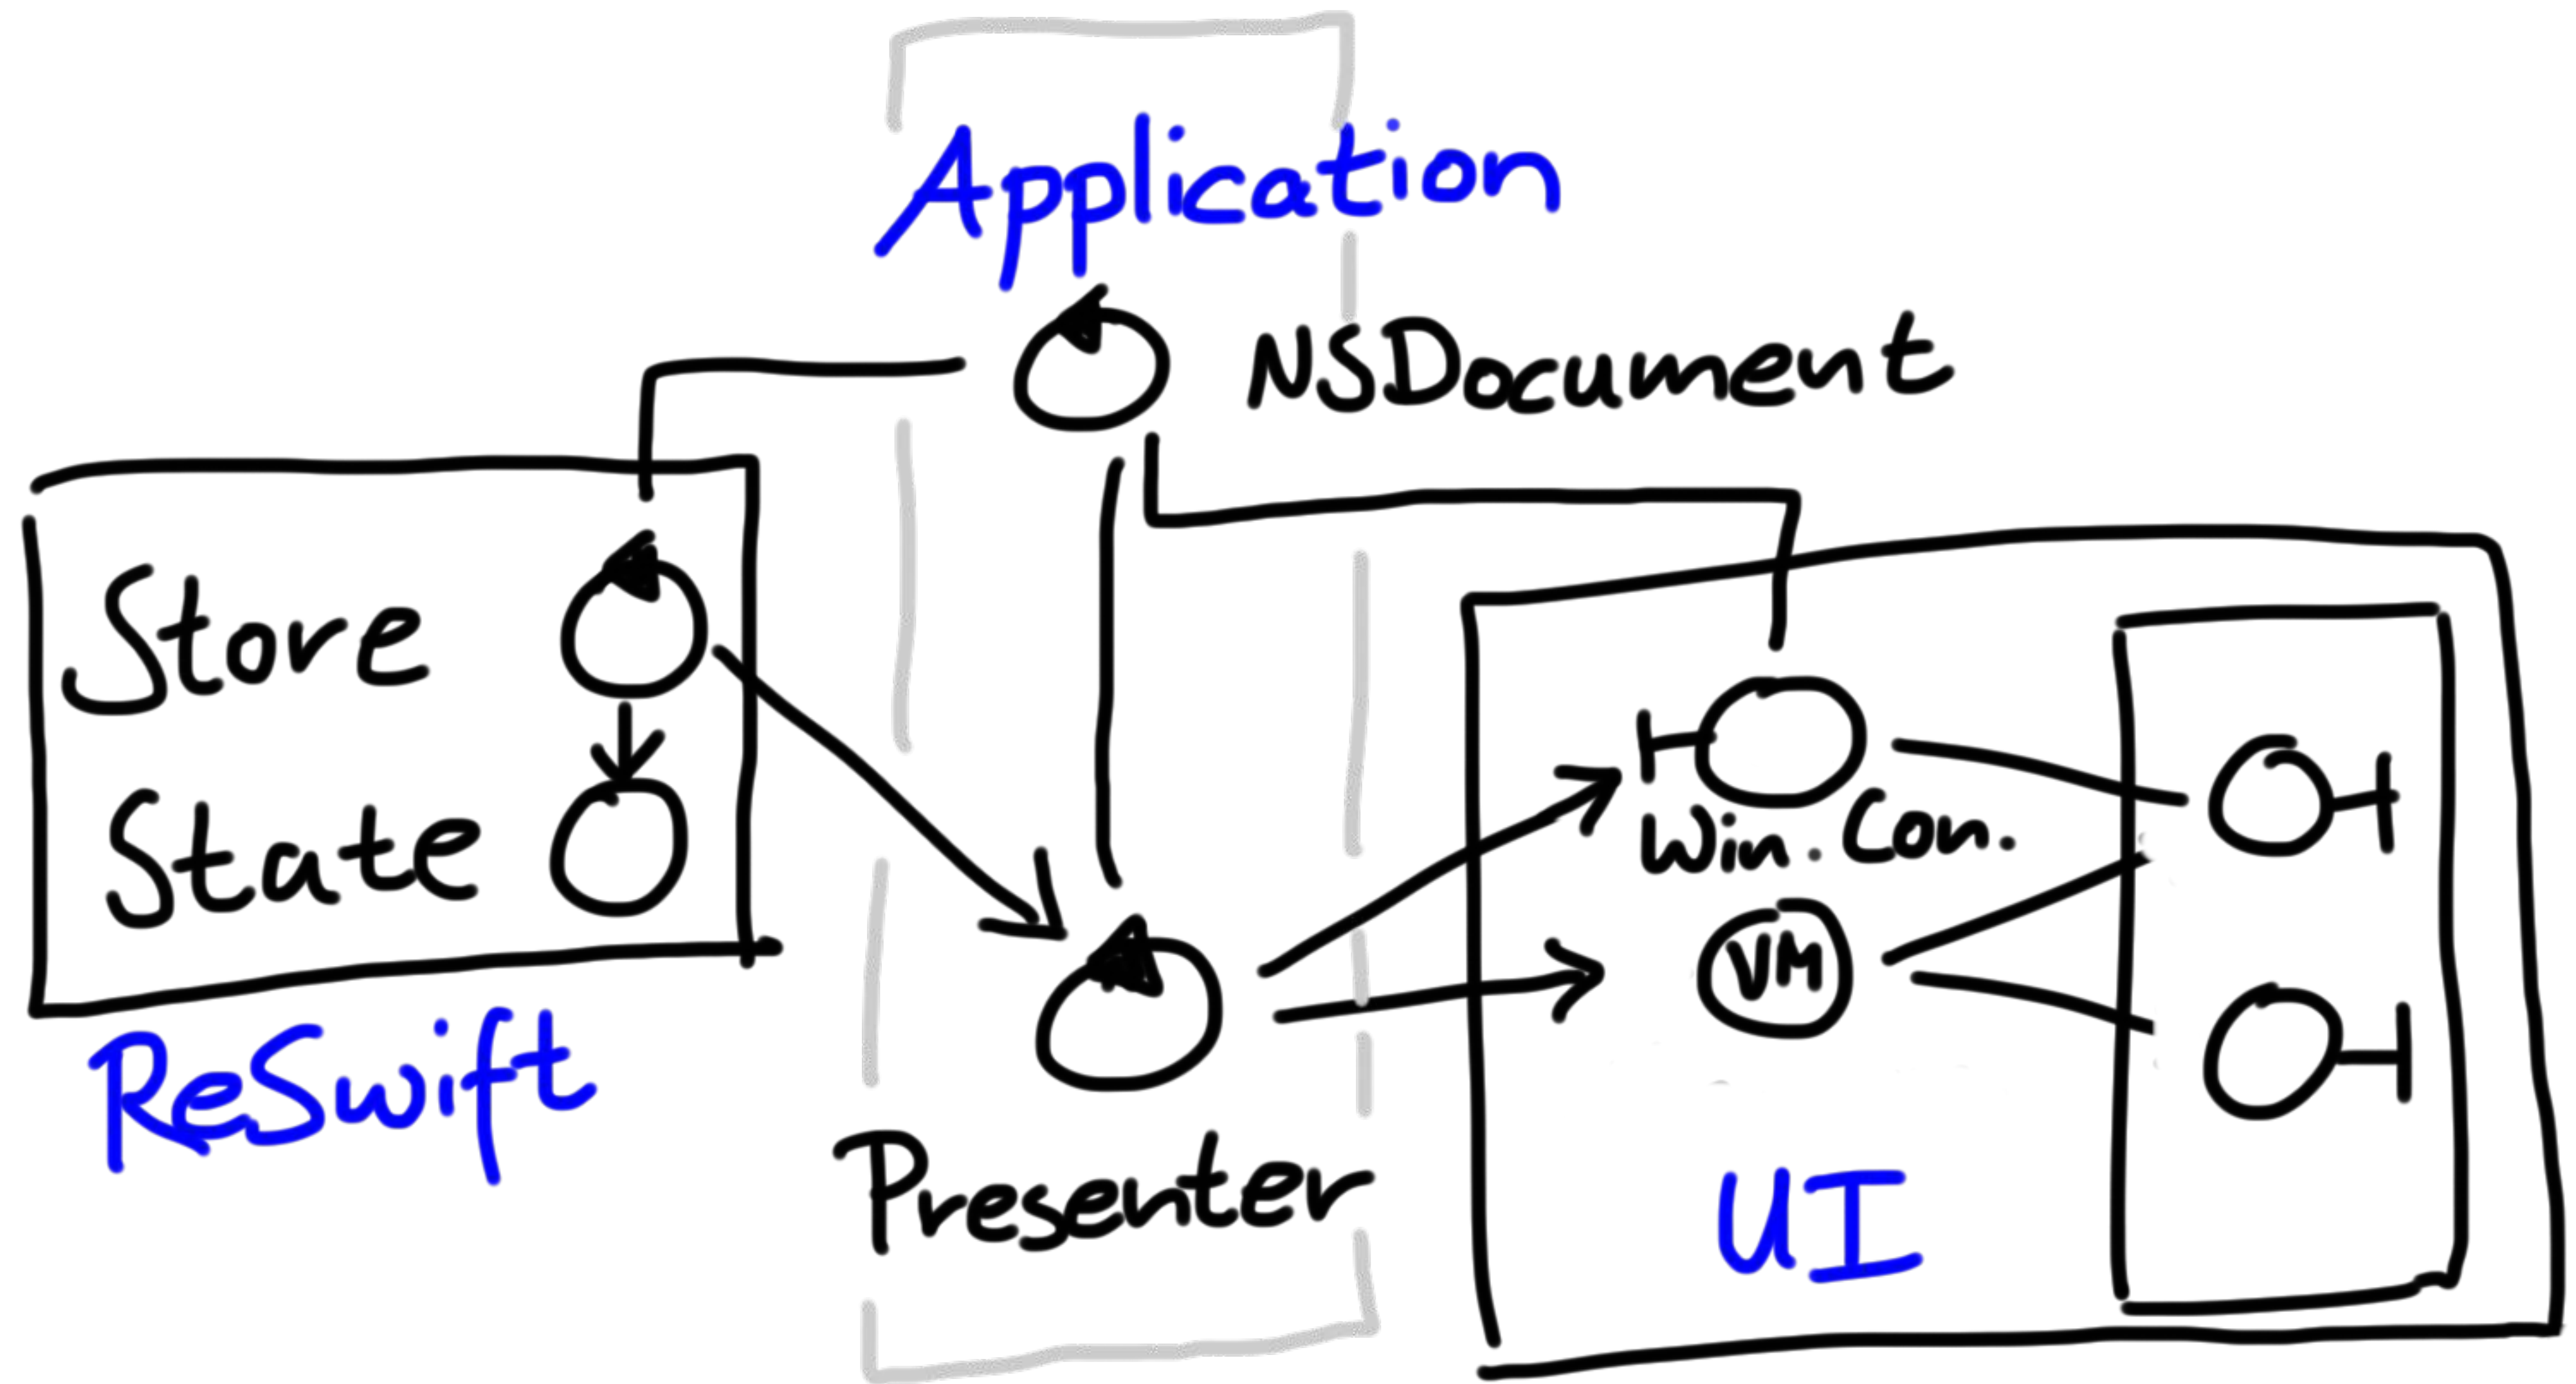 Application
NSDocument
Store
State
ReSwift
Presenter
Win. Con.
VM
UI